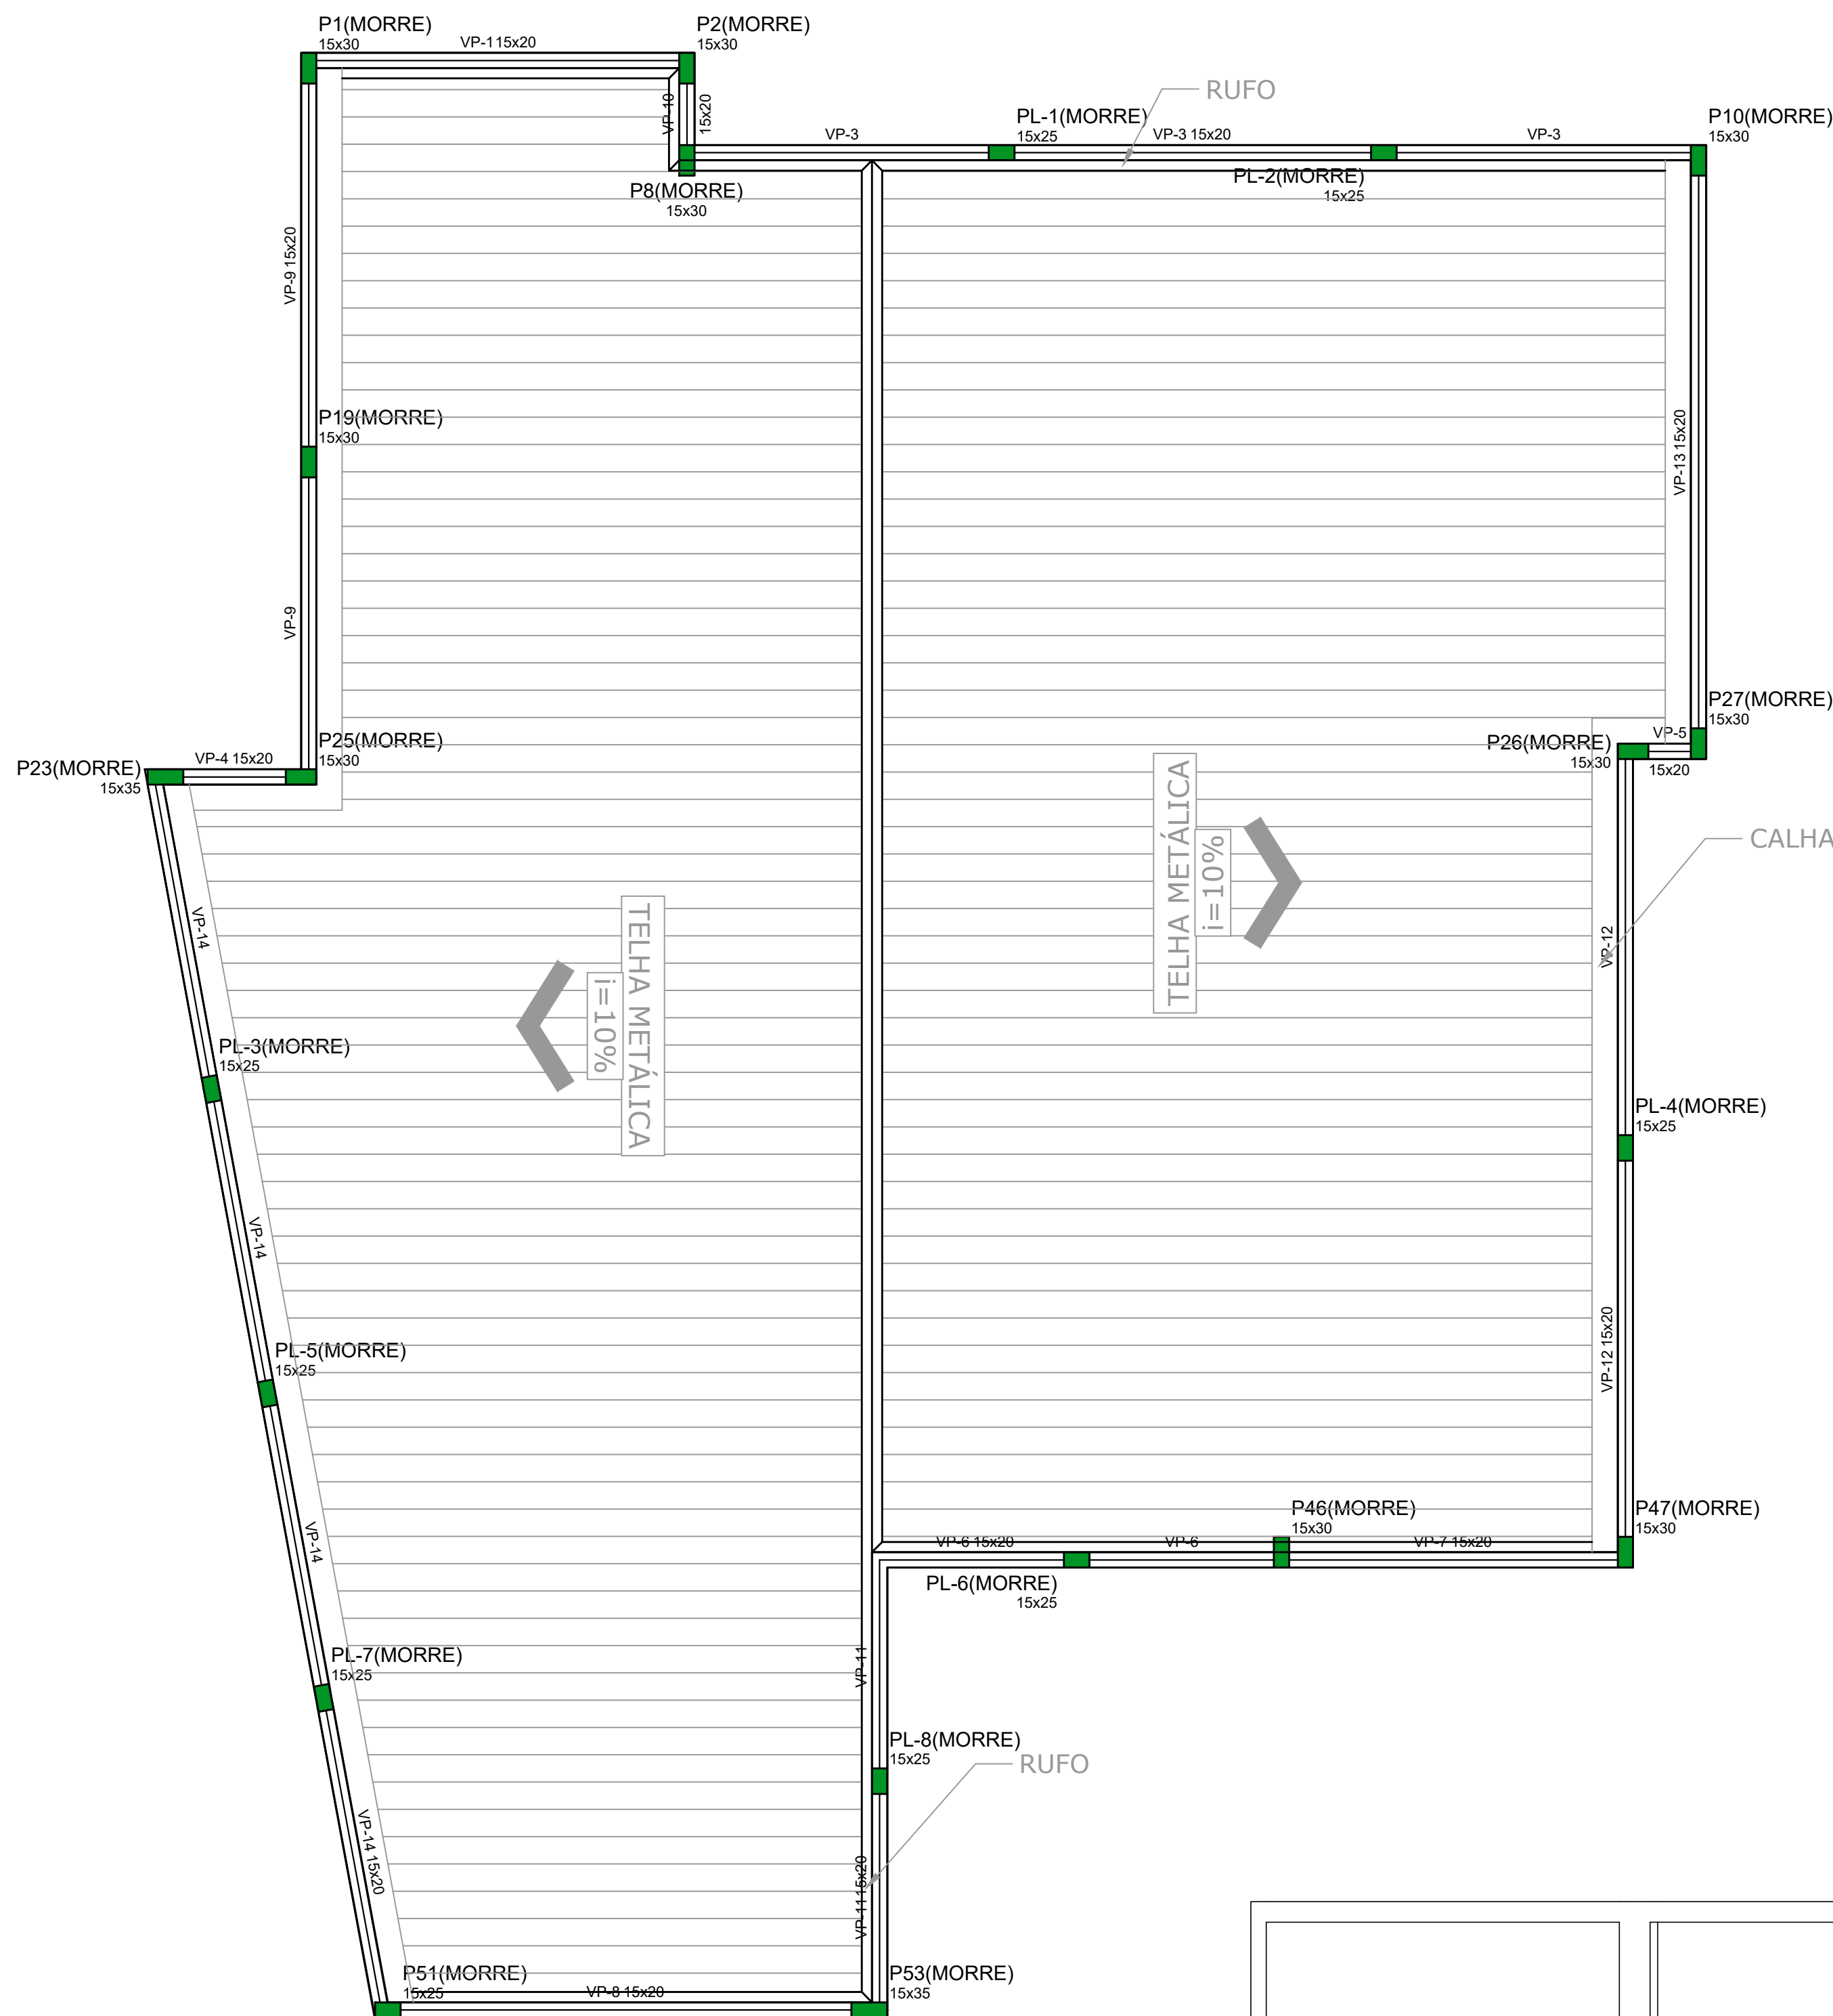 P1(MORRE)
15x30
VP-1 15x20
P2(MORRE)
15x30
VP-10
15x20
RUFO
VP-3
PL-1(MORRE)
15x25
VP-3 15x20
VP-3
P10(MORRE)
15x30
P8(MORRE)
15x30
PL-2(MORRE)
15x25
VP-9 15x20
P19(MORRE)
15x30
VP-13 15x20
VP-9
P27(MORRE)
15x30
VP-5
15x20
P26(MORRE)
15x30
P25(MORRE)
15x30
VP-4 15x20
P23(MORRE)
15x35
TELHA METÁLICA
i=10%
CALHA
VP-14
TELHA METÁLICA
i=10%
VP-12
PL-3(MORRE)
15x25
PL-4(MORRE)
15x25
VP-14
VP-12 15x20
PL-5(MORRE)
15x25
VP-14
P46(MORRE)
15x30
P47(MORRE)
15x30
VP-6 15x20
VP-6
VP-7 15x20
PL-6(MORRE)
15x25
VP-11
PL-7(MORRE)
15x25
PL-8(MORRE)
15x25
RUFO
VP-14 15x20
VP-11 15x20
P51(MORRE)
15x25
VP-8 15x20
P53(MORRE)
15x35